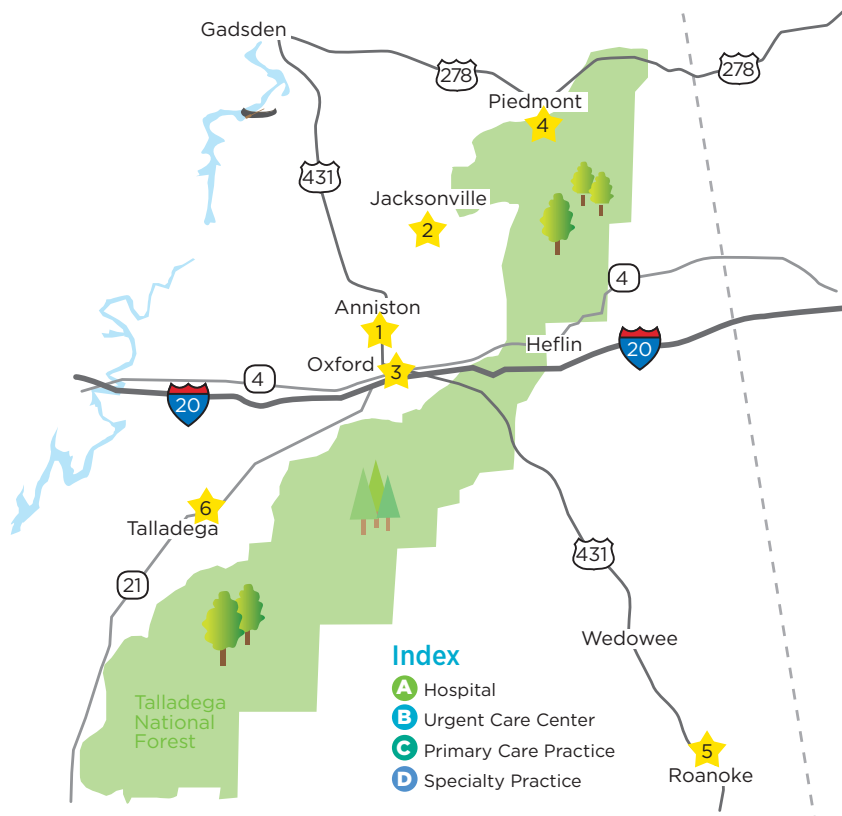 Gadsden
278
278
Piedmont
4
431
Jacksonville
2
4
Anniston
1
Heflin
20
Oxford
3
4
20
6
Talladega
431
21
Wedowee
Talladega
National
Forest
Index
A Hospital
B Urgent Care Center
C Primary Care Practice
D Specialty Practice
5
Roanoke